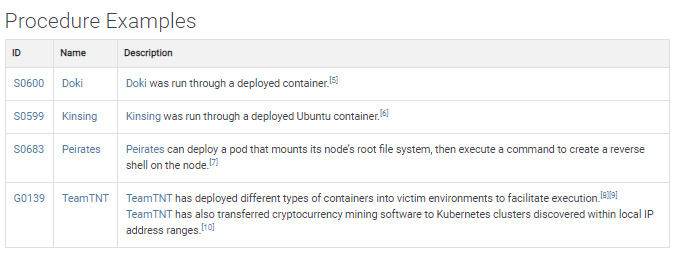 Procedure Examples
ID Name Description
S0600 Doki Doki was run through a deployed container.[5]
S0599 Kinsing Kinsing was run through a deployed Ubuntu container.[6]
S0683 Peirates Peirates can deploy a pod that mounts its node's root file system, then execute a command to create a reverse
shell on the node.[7]
G0139 TeamTNT TeamTNT has deployed different types of containers into victim environments to facilitate execution.[8][9]
TeamTNT has also transferred cryptocurrency mining software to Kubernetes clusters discovered within local IP
address ranges.[10]